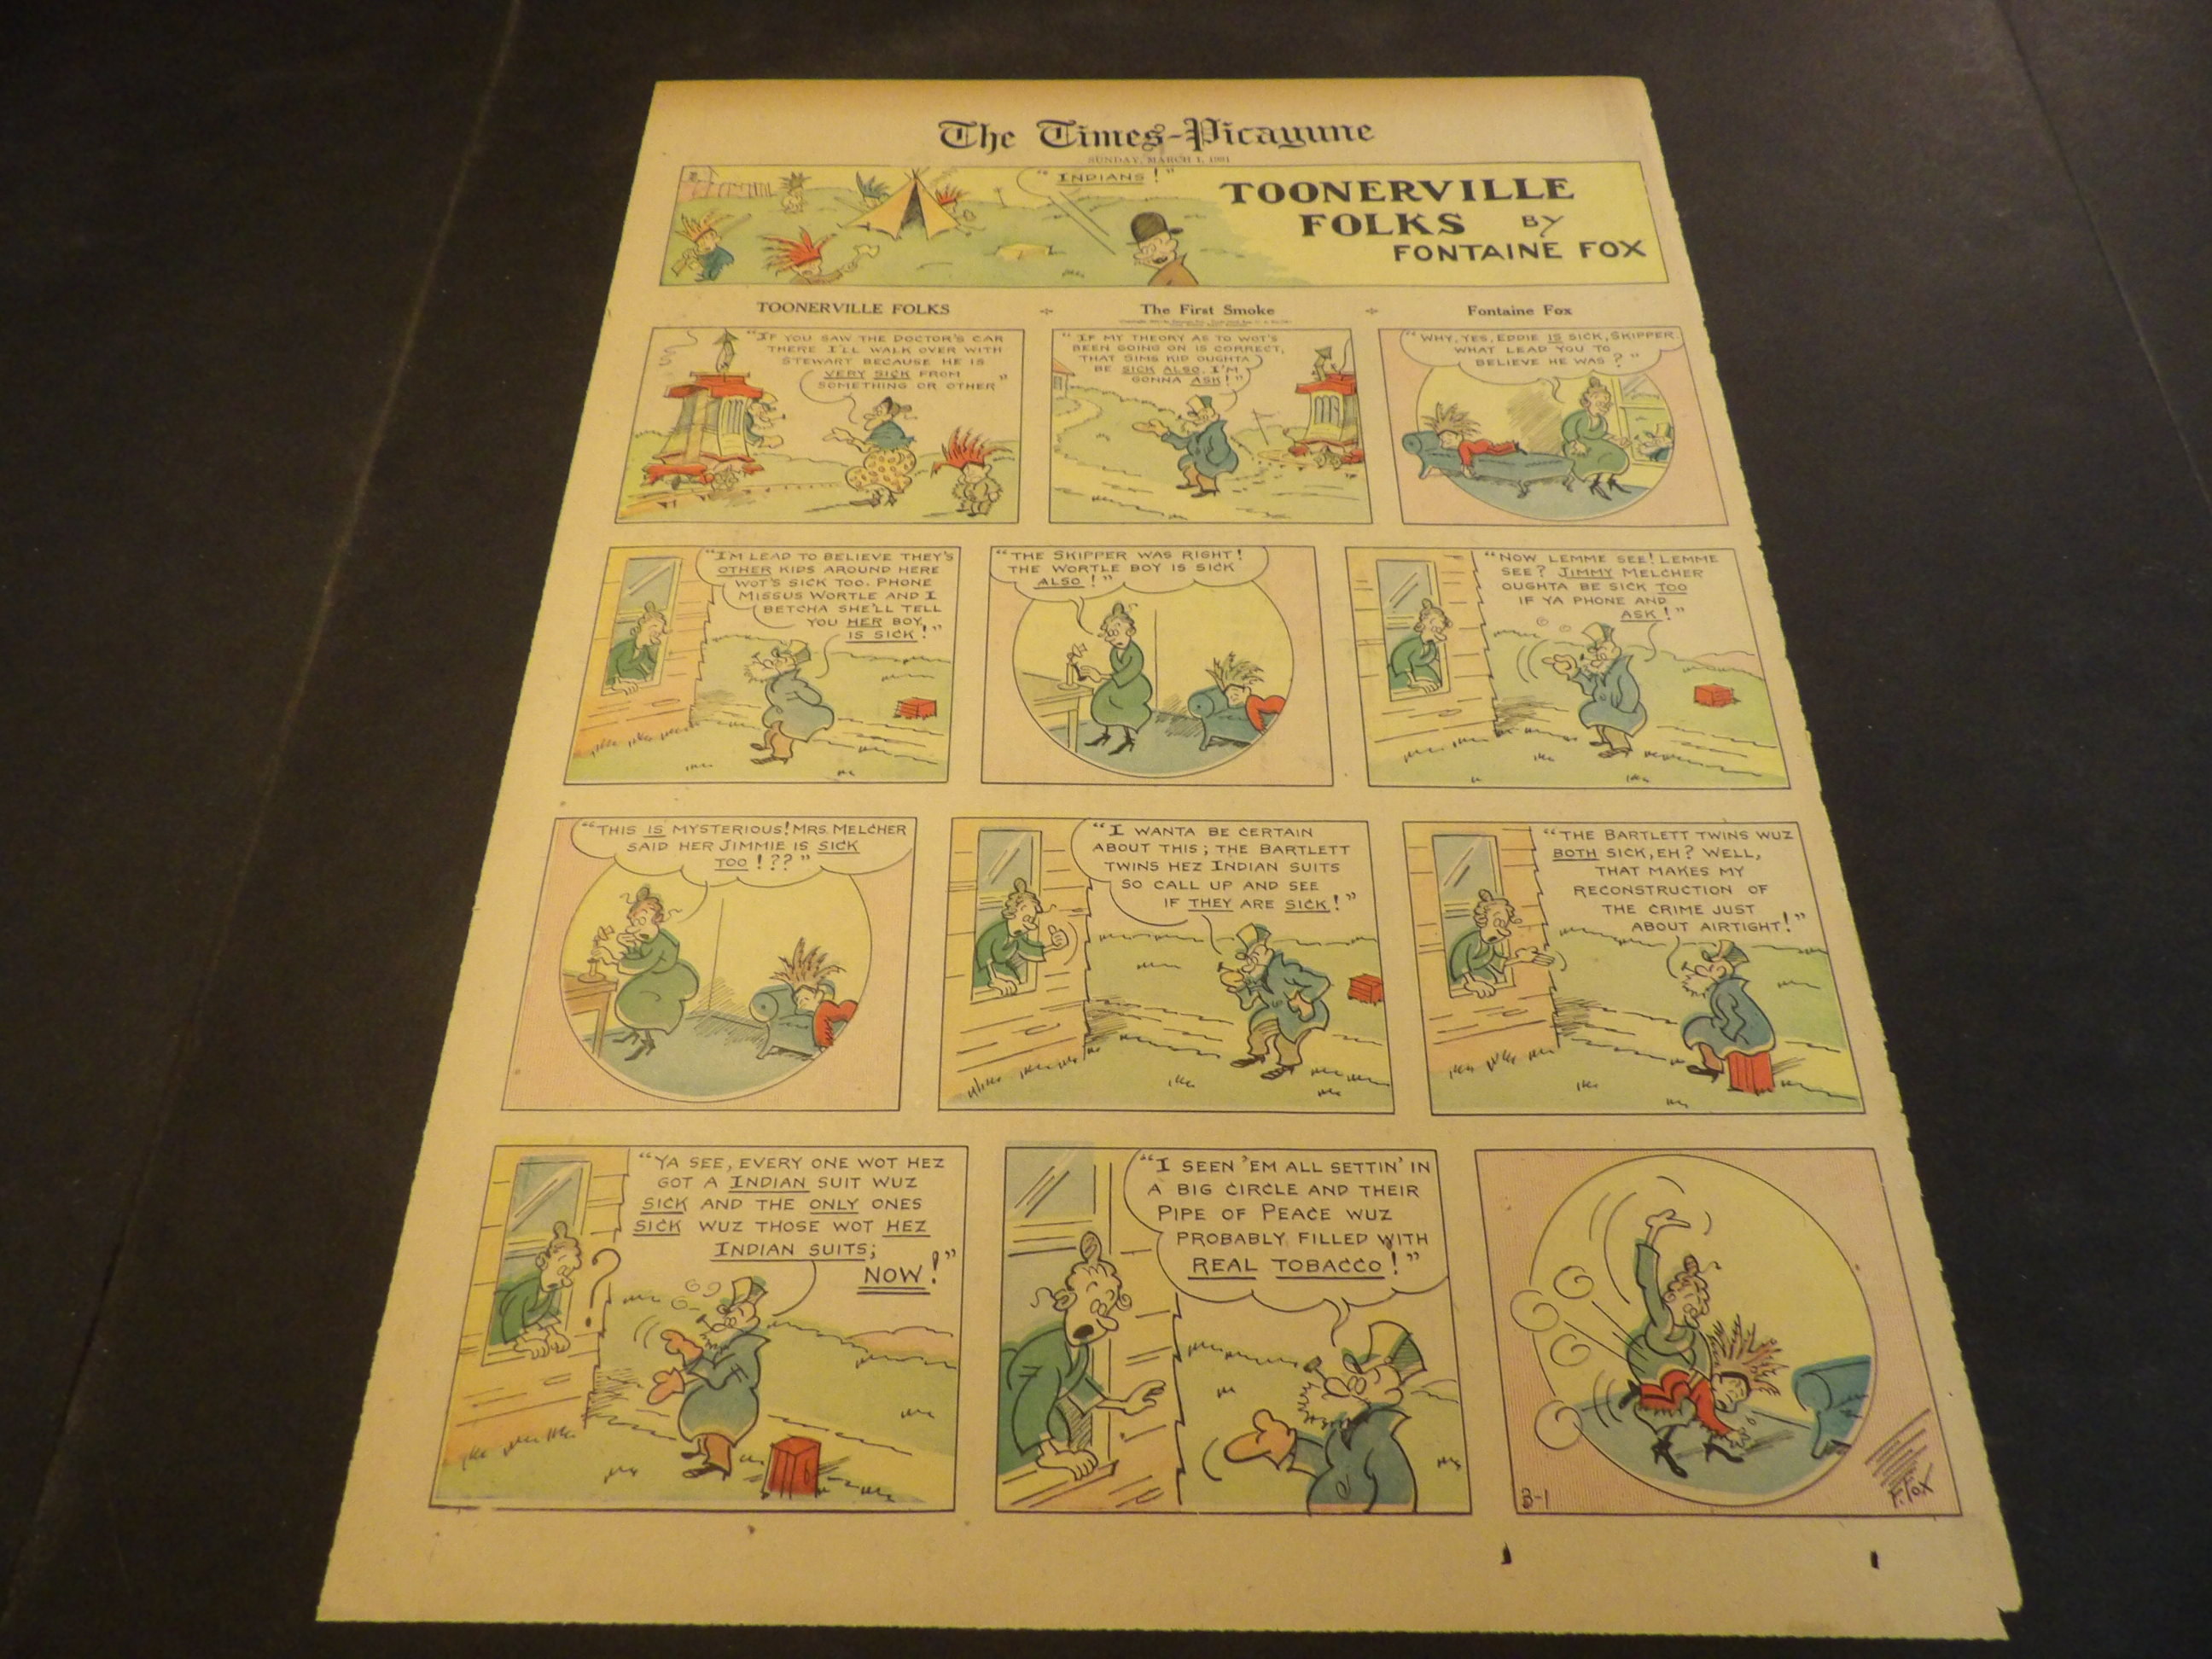 The Times-Picayune
SUNDAY, MARCH 1, 1931
"INDIANS!"
TOONERVILLE
FOLKS BY
FONTAINE FOX
TOONERVILLE FOLKS
The First Smoke
Fontaine Fox
"IF YOU SAW THE DOCTOR'S CAR
THERE I'LL WALK OVER WITH
STEWART BECAUSE HE IS
VERY SICK FROM
SOMETHING OR OTHER"
"IF MY THEORY AS TO WOT'S
BEEN GOING ON IS CORRECT,
THAT SIMS KID OUGHTA
BE SICK ALSO. I'M
GONNA ASK!"
"WHY, YES, EDDIE IS SICK, SKIPPER.
WHAT LEAD YOU TO
BELIEVE HE WAS?"
"I'M LEAD TO BELIEVE THEY'S
OTHER KIDS AROUND HERE
WOT'S SICK TOO. PHONE
MISSUS WORTLE AND I
BETCHA SHE'LL TELL
YOU HER BOY
IS SICK!"
"THE SKIPPER WAS RIGHT!
THE WORTLE BOY IS SICK
ALSO!"
"NOW LEMME SEE! LEMME
SEE? JIMMY MELCHER
OUGHTA BE SICK TOO
IF YA PHONE AND
ASK!"
"THIS IS MYSTERIOUS! MRS. MELCHER
SAID HER JIMMIE IS SICK
TOO!??"
"I WANTA BE CERTAIN
ABOUT THIS; THE BARTLETT
TWINS HEZ INDIAN SUITS
SO CALL UP AND SEE
IF THEY ARE SICK!"
"THE BARTLETT TWINS WUZ
BOTH SICK, EH? WELL,
THAT MAKES MY
RECONSTRUCTION OF
THE CRIME JUST
ABOUT AIRTIGHT!"
"YA SEE, EVERY ONE WOT HEZ
GOT A INDIAN SUIT WUZ
SICK AND THE ONLY ONES
SICK WUZ THOSE WOT HEZ
INDIAN SUITS;
NOW!"
?
"I SEEN 'EM ALL SETTIN' IN
A BIG CIRCLE AND THEIR
PIPE OF PEACE WUZ
PROBABLY FILLED WITH
REAL TOBACCO!"
3-1
F. FOX